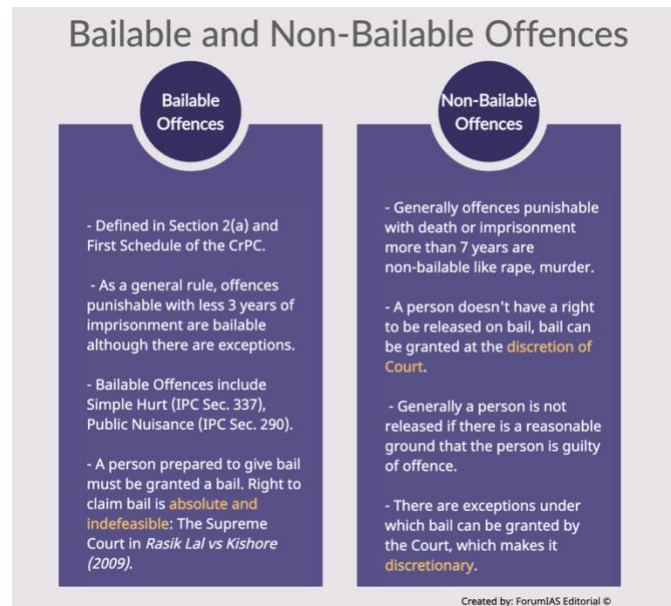 Bailable and Non-Bailable Offences
Bailable
Offences
- Defined in Section 2(a) and
First Schedule of the CrPC.
- As a general rule, offences
punishable with less 3 years of
imprisonment are bailable
although there are exceptions.
- Bailable Offences include
Simple Hurt (IPC Sec. 337),
Public Nuisance (IPC Sec. 290).
- A person prepared to give bail
must be granted a bail. Right to
claim bail is absolute and
indefeasible: The Supreme
Court in Rasik Lal vs Kishore
(2009).
Non-Bailable
Offences
- Generally offences punishable
with death or imprisonment
more than 7 years are
non-bailable like rape, murder.
- A person doesn't have a right
to be released on bail, bail can
be granted at the discretion of
Court.
- Generally a person is not
released if there is a reasonable
ground that the person is guilty
of offence.
- There are exceptions under
which bail can be granted by
the Court, which makes it
discretionary.
Created by: ForumIAS Editorial ©